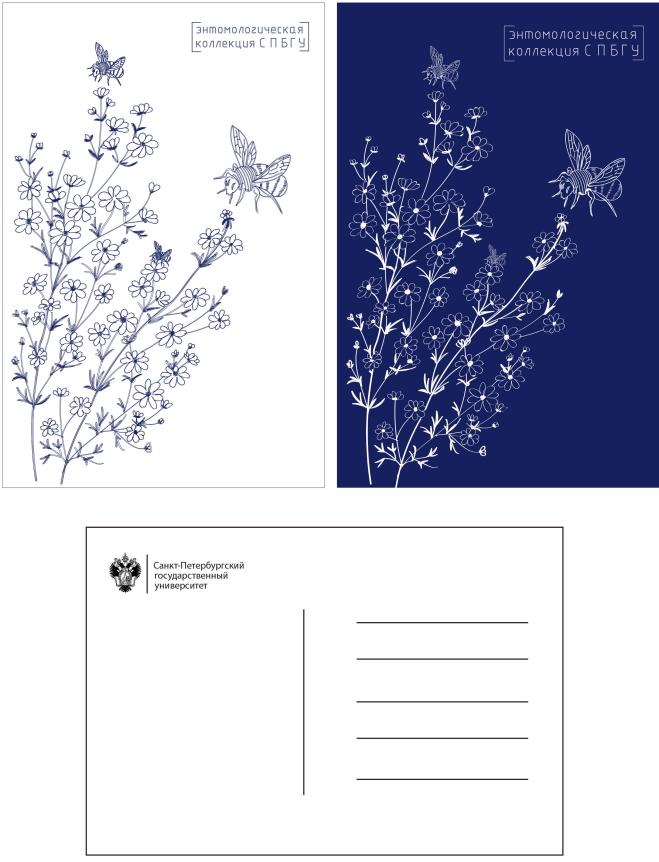 энтомологическая
коллекция СПБГУ
энтомологическая
коллекция СПБГУ
Санкт-Петербургский
государственный
университет